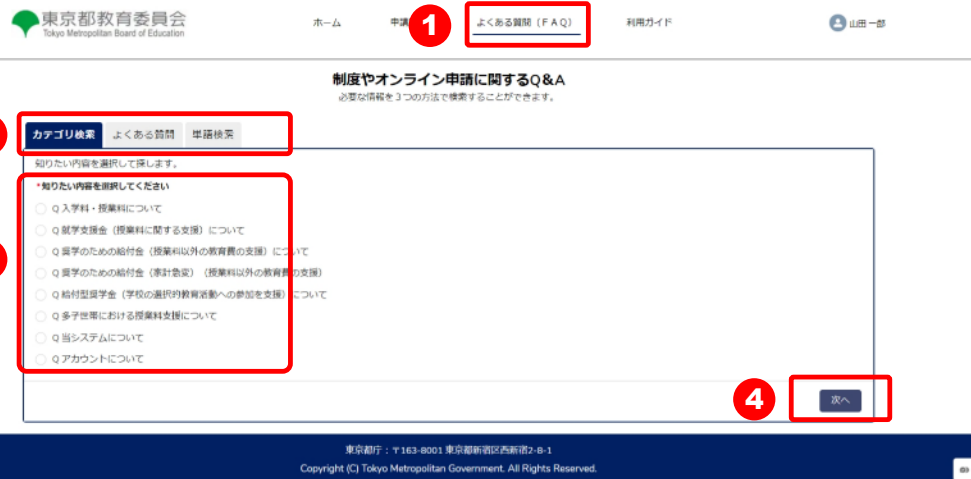 東京都教育委員会
Tokyo Metropolitan Board of Education
ホーム
申請
1
よくある質問（ＦＡＱ）
利用ガイド
山田 一郎
制度やオンライン申請に関するQ&A
必要な情報を３つの方法で検索することができます。
カテゴリ検索 よくある質問 単語検索
知りたい内容を選択して探します。
*知りたい内容を選択してください
Q 入学料・授業料について
Q 就学支援金（授業料に関する支援）について
Q 奨学のための給付金（授業料以外の教育費の支援）について
Q 奨学のための給付金（家計急変）（授業料以外の教育費の支援）
Q 給付型奨学金（学校の選択的教育活動への参加を支援）について
Q 多子世帯における授業料支援について
Q 当システムについて
Q アカウントについて
4
次へ
東京都庁：〒163-8001 東京都新宿区西新宿2-8-1
Copyright (C) Tokyo Metropolitan Government. All Rights Reserved.